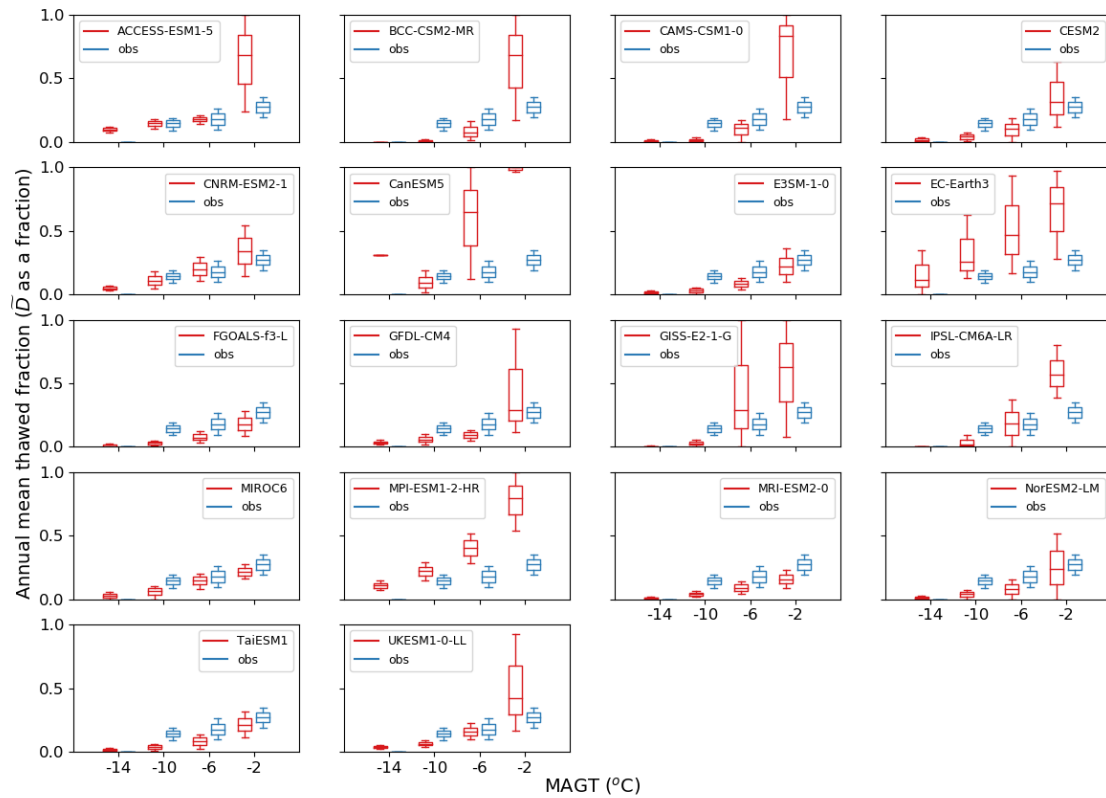 Annual mean thawed fraction (D̃ as a fraction)
1.0
0.5
0.0
ACCESS-ESM1-5
obs
BCC-CSM2-MR
obs
CAMS-CSM1-0
obs
CESM2
obs
1.0
0.5
0.0
CNRM-ESM2-1
obs
CanESM5
obs
E3SM-1-0
obs
EC-Earth3
obs
1.0
0.5
0.0
FGOALS-f3-L
obs
GFDL-CM4
obs
GISS-E2-1-G
obs
IPSL-CM6A-LR
obs
1.0
0.5
0.0
MIROC6
obs
MPI-ESM1-2-HR
obs
MRI-ESM2-0
obs
-14 -10 -6 -2
NorESM2-LM
obs
-14 -10 -6 -2
1.0
0.5
0.0
TaiESM1
obs
-14 -10 -6 -2
UKESM1-0-LL
obs
-14 -10 -6 -2
MAGT (°C)